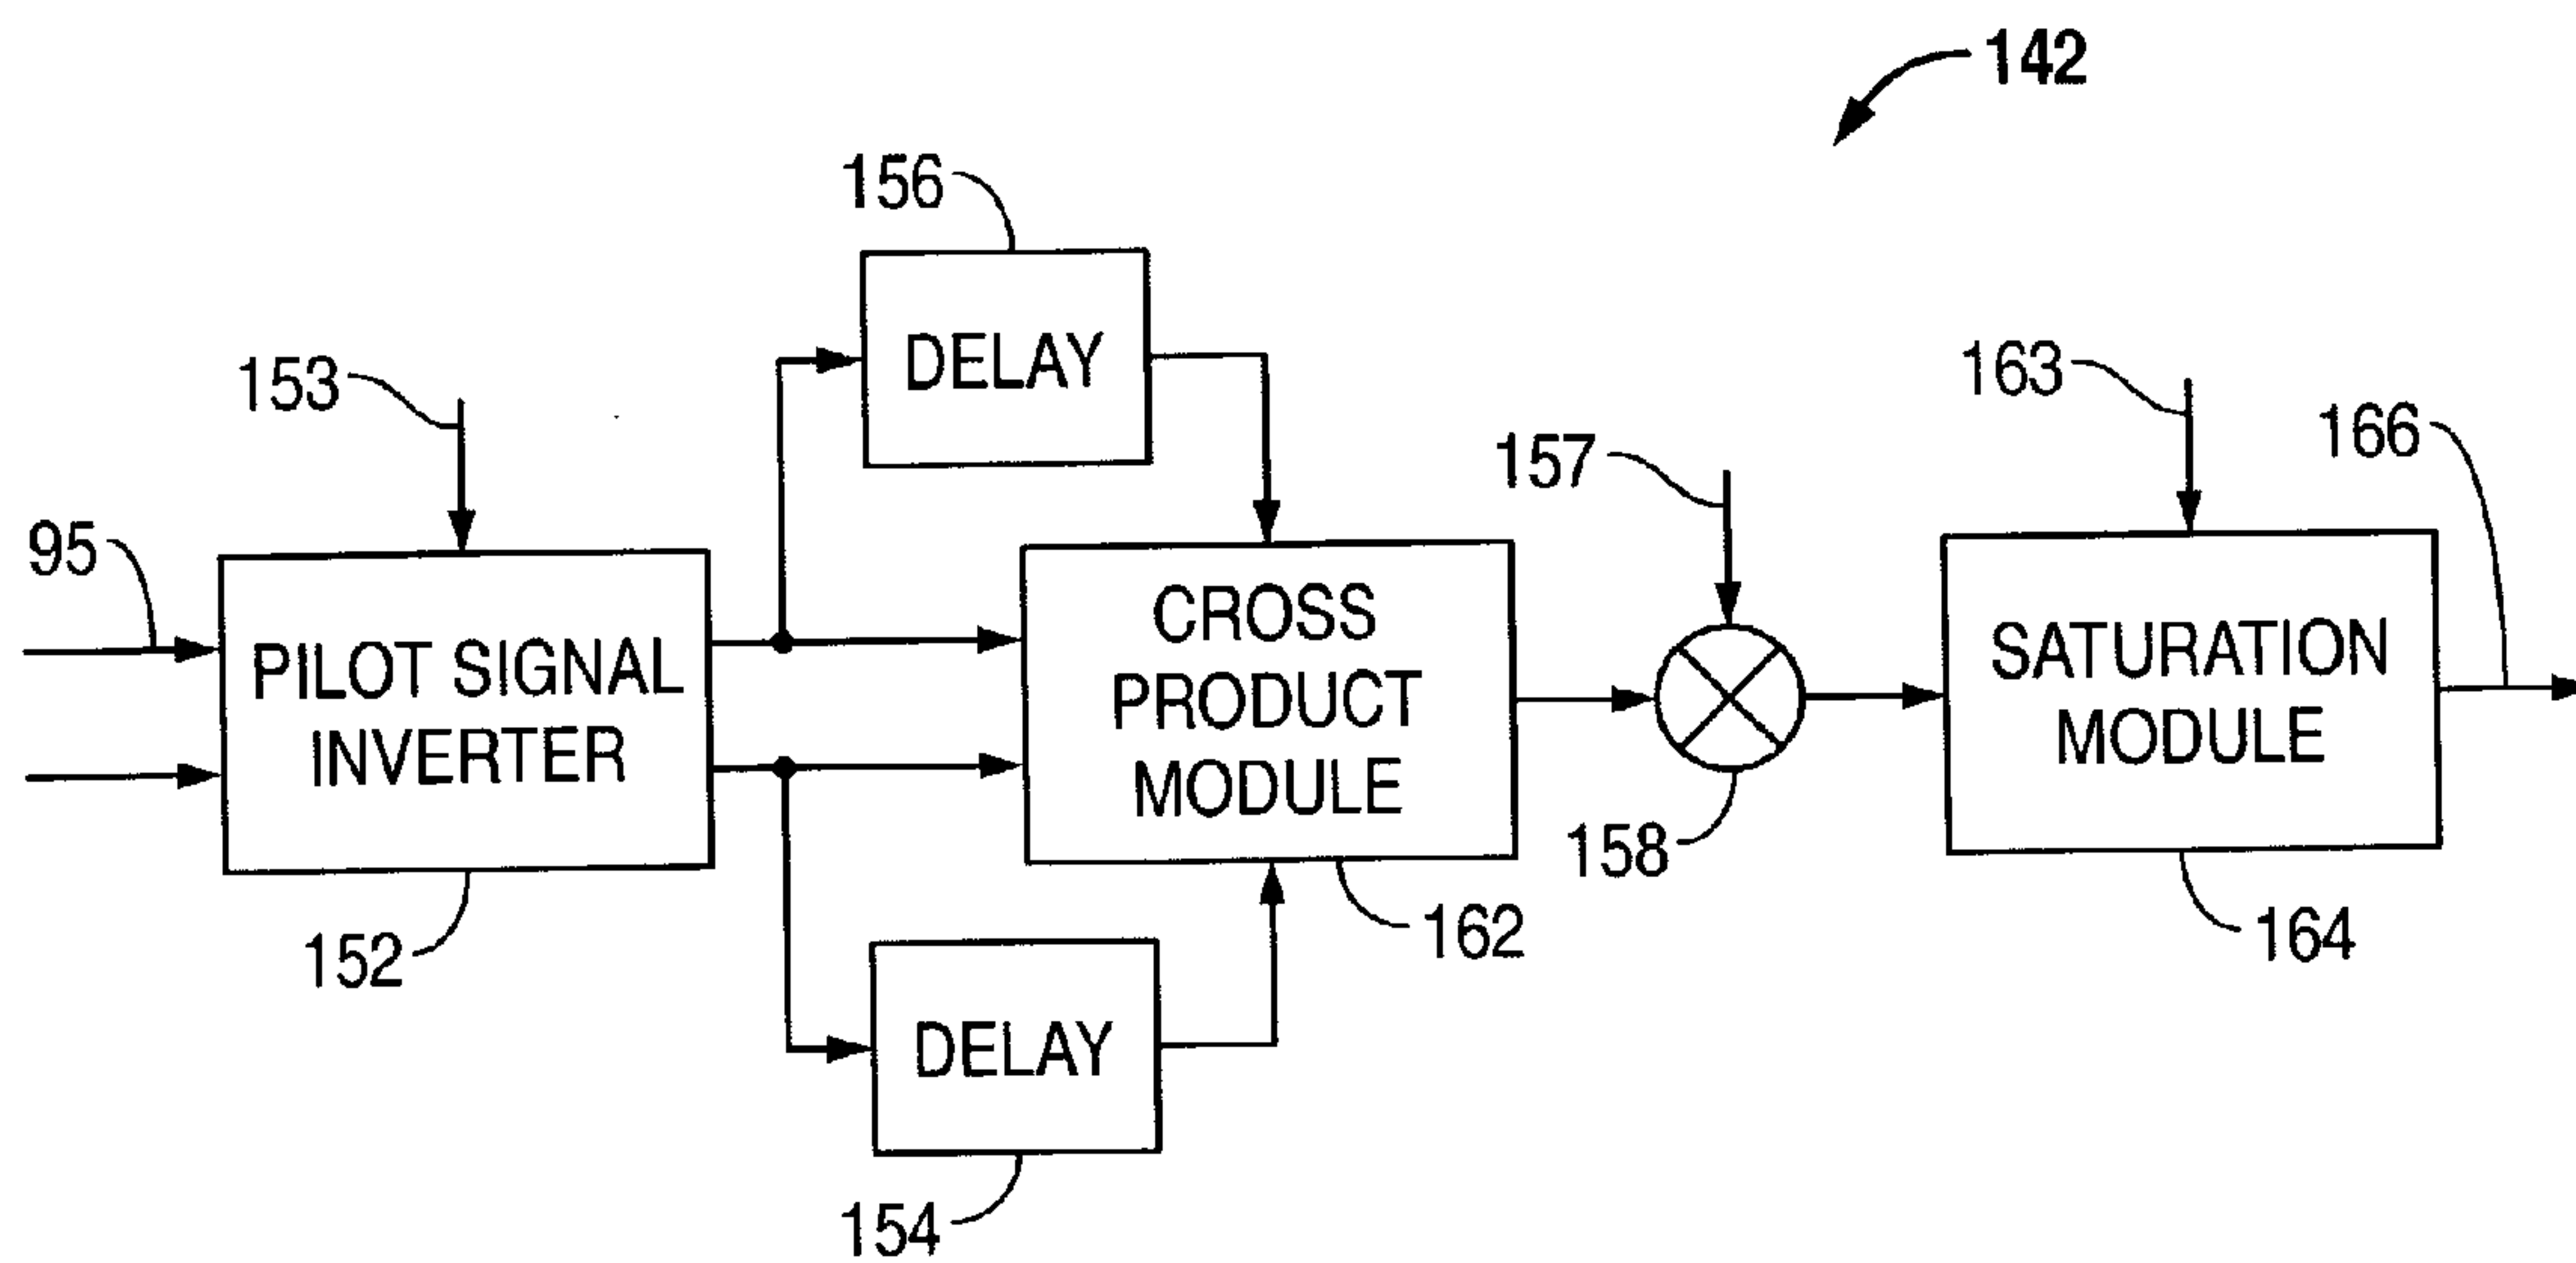 142
156
DELAY
153
163
166
157
95
CROSS
PRODUCT
MODULE
PILOT SIGNAL
INVERTER
SATURATION
MODULE
158
162
164
152
DELAY
154